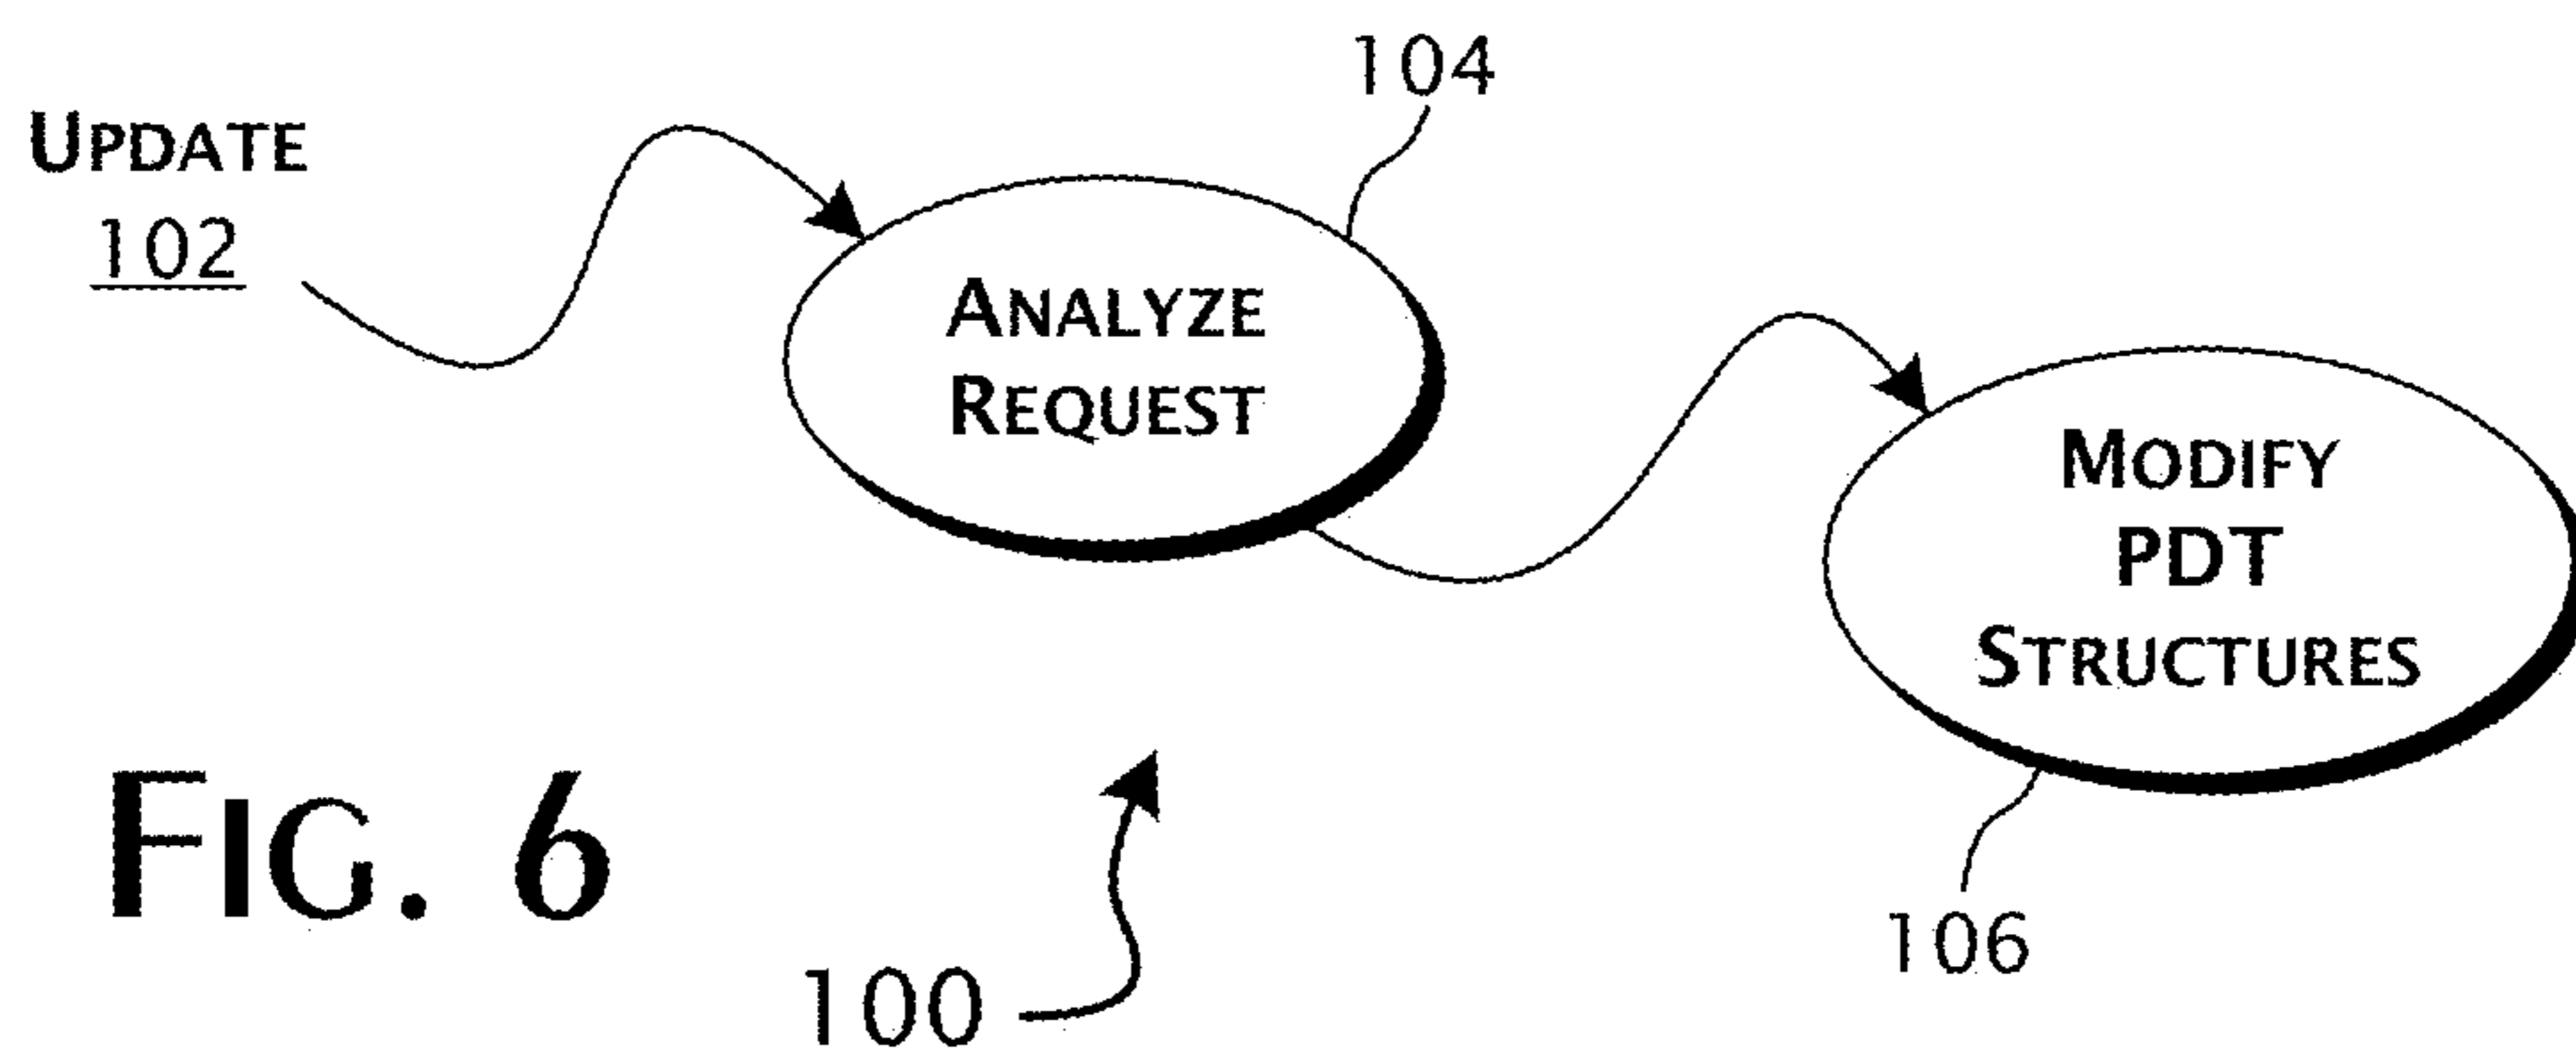 104
UPDATE
102
ANALYZE
REQUEST
MODIFY
PDT
STRUCTURES
FIG. 6
100
106